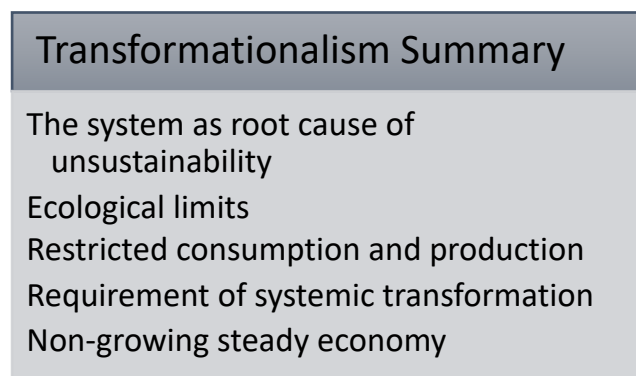 Transformationalism Summary
The system as root cause of
unsustainability
Ecological limits
Restricted consumption and production
Requirement of systemic transformation
Non-growing steady economy